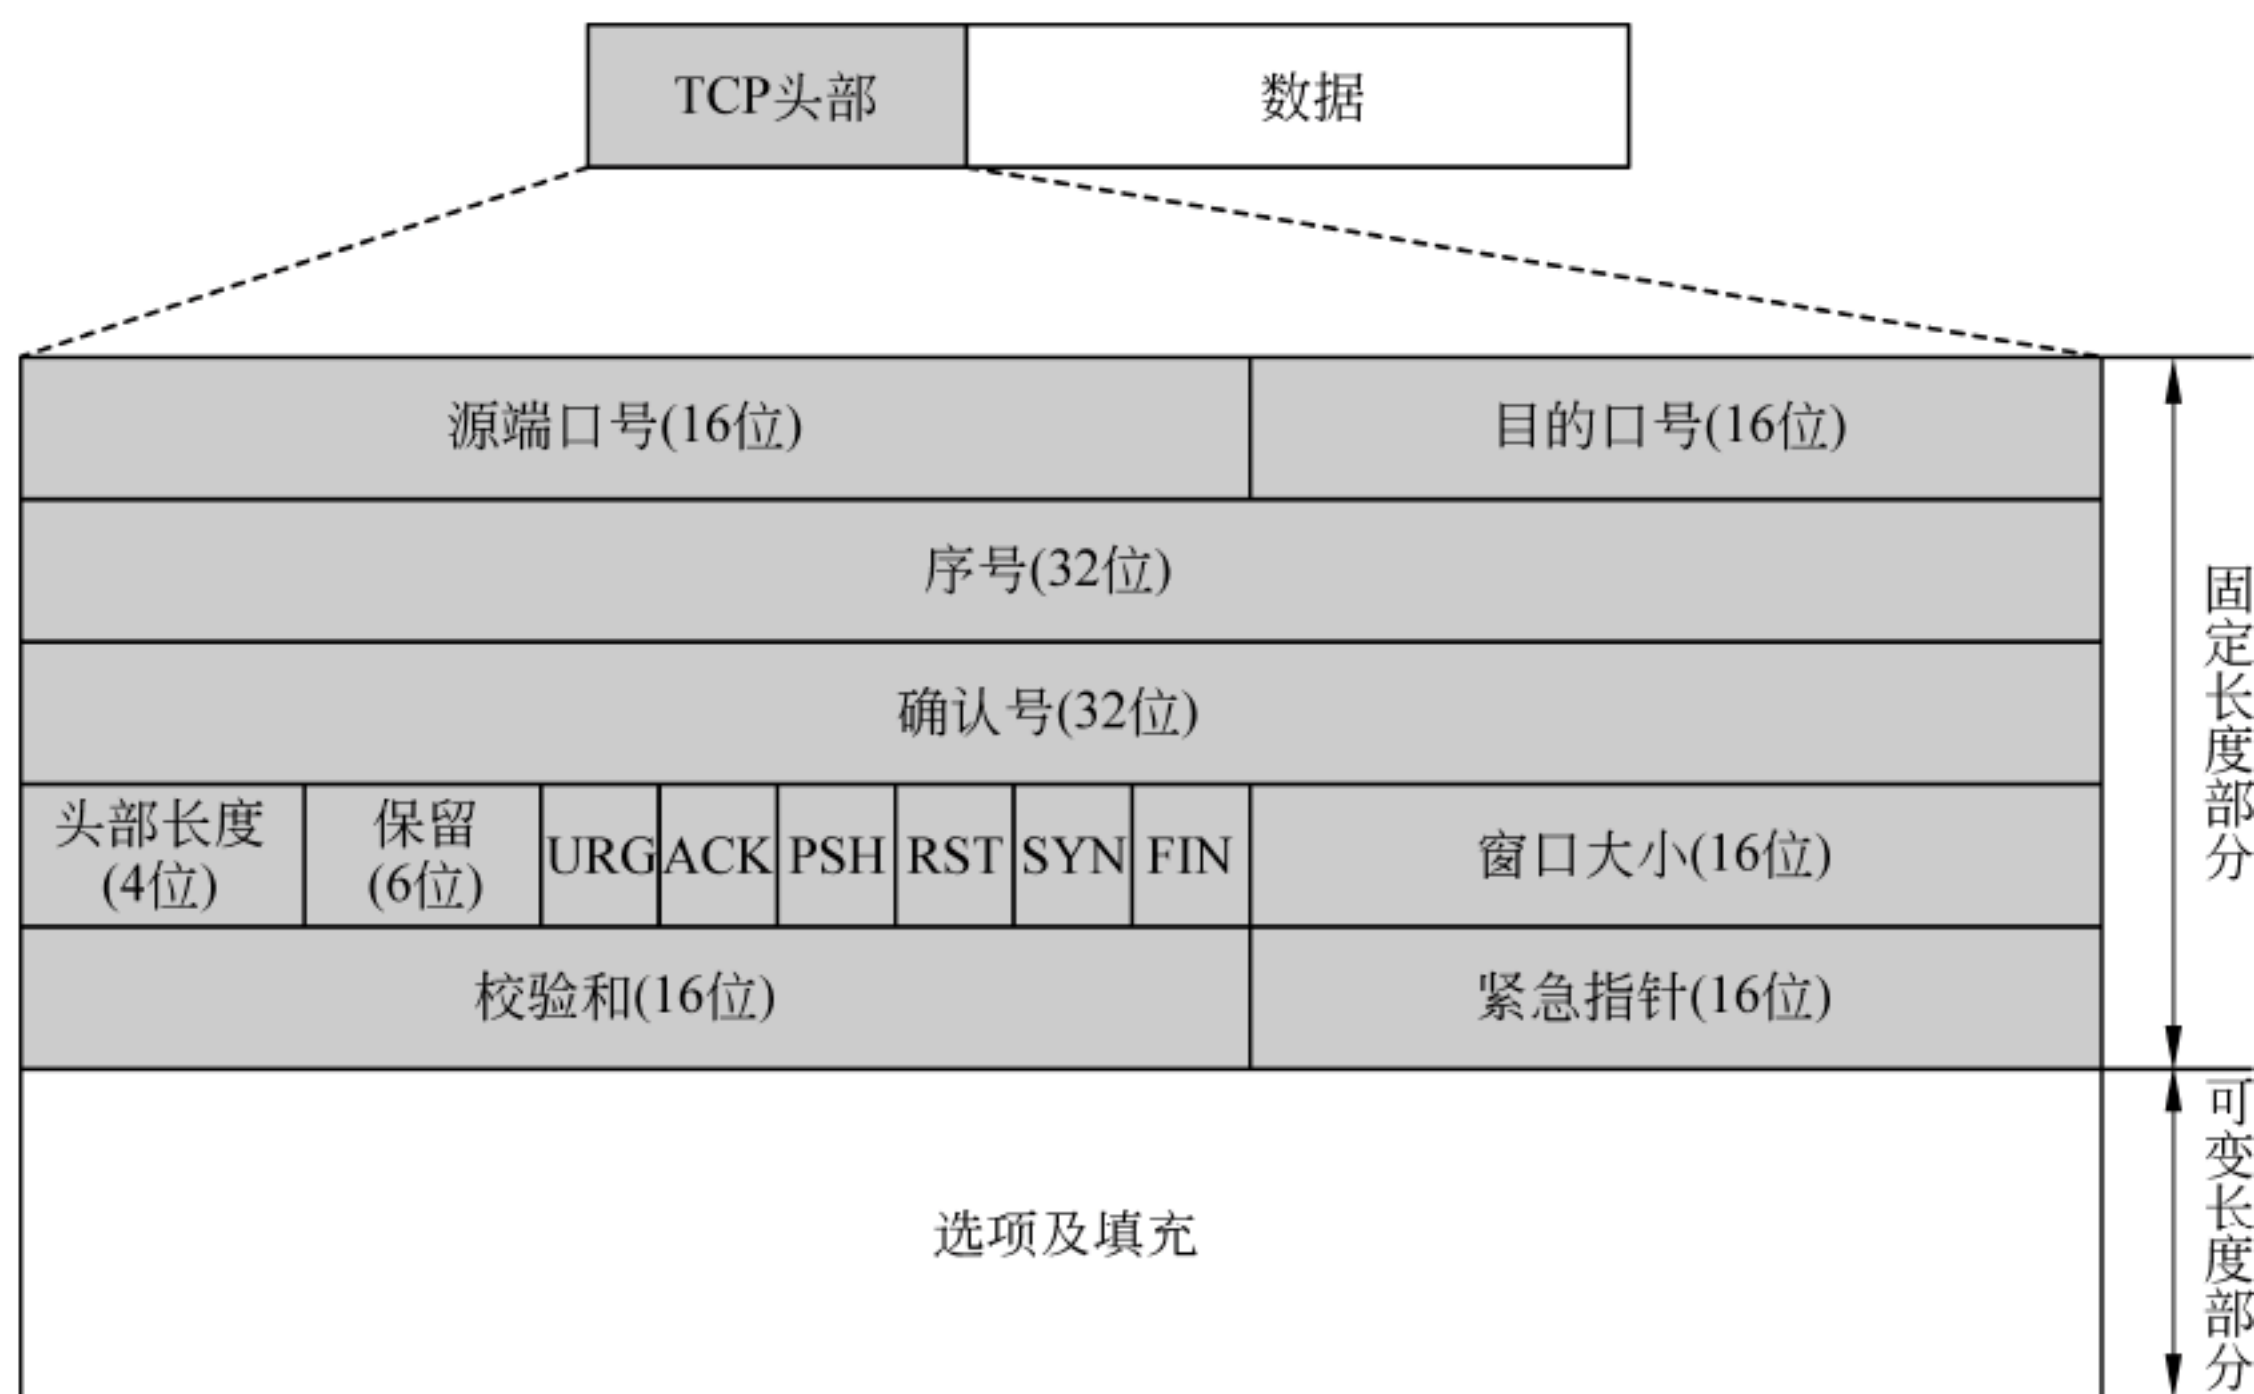 TCP头部
数据
源端口号(16位)
目的口号(16位)
序号(32位)
确认号(32位)
头部长度
(4位)
保留
(6位)
URG
ACK
PSH
RST
SYN
FIN
窗口大小(16位)
校验和(16位)
紧急指针(16位)
固定长度部分
选项及填充
可变长度部分